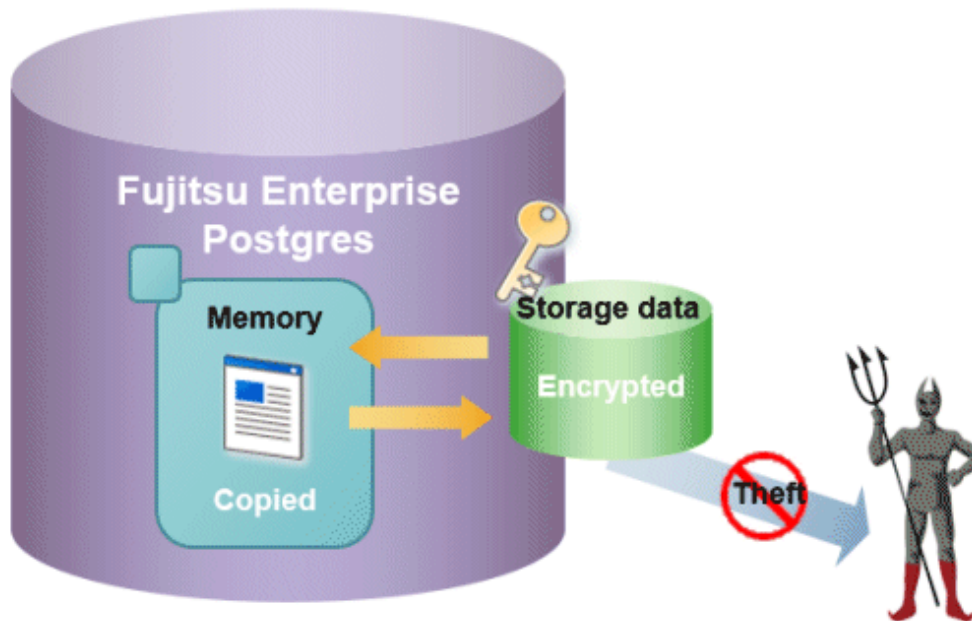 Fujitsu Enterprise
Postgres
Memory
Copied
Storage data
Encrypted
Theft